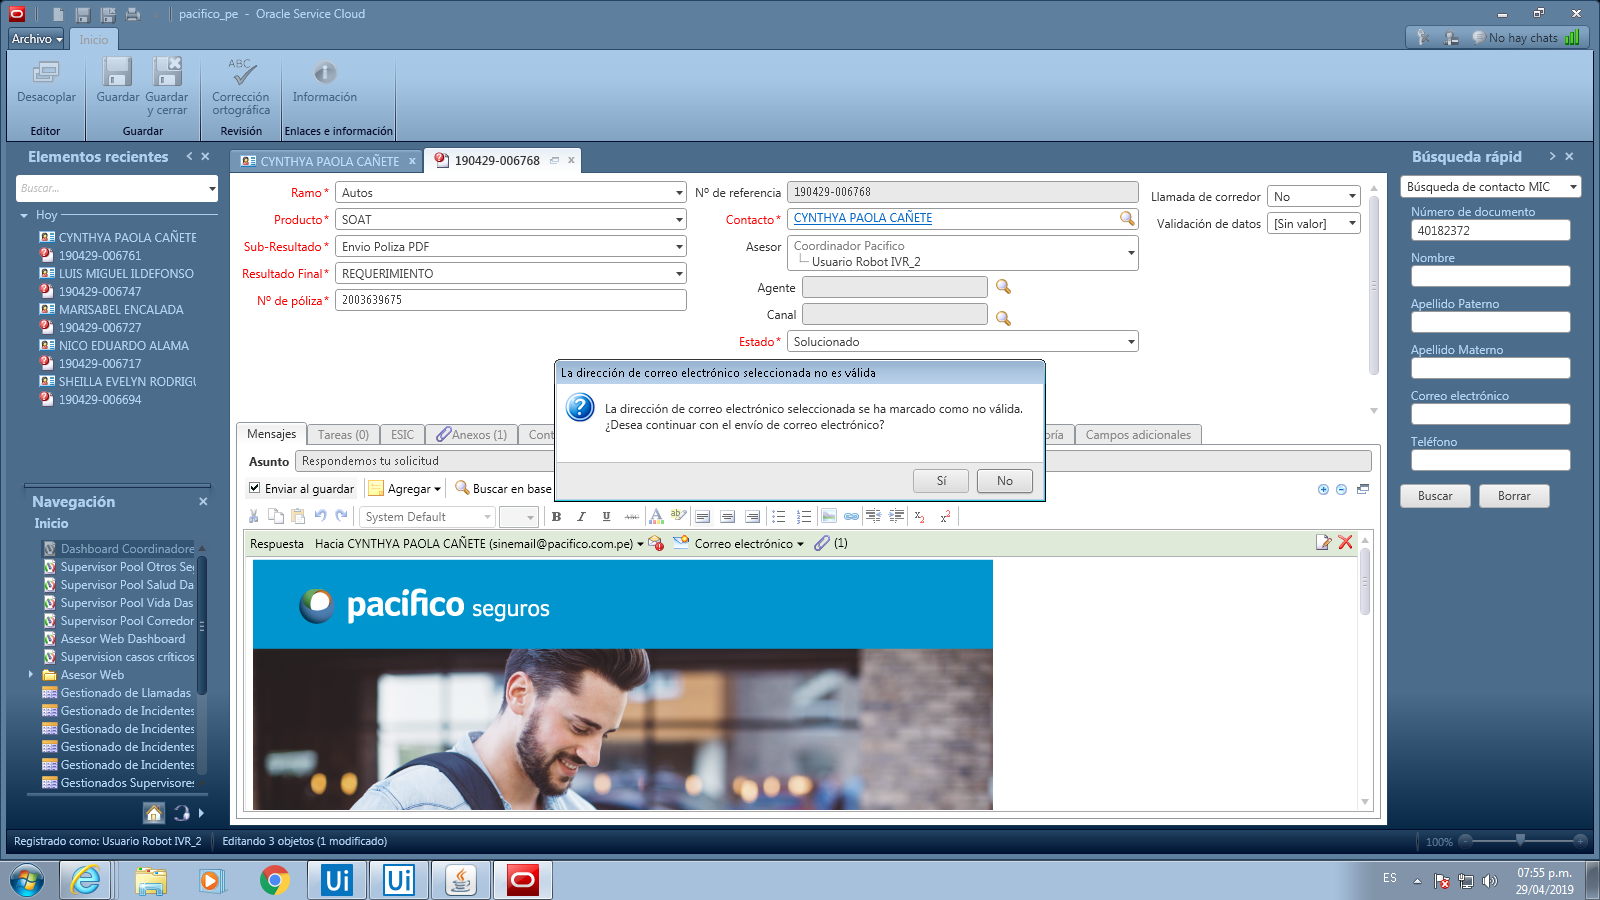 pacifico_pe - Oracle Service Cloud
Archivo Inicio
No hay chats
Desacoplar
Guardar
Guardar y cerrar
ABC
Corrección ortográfica
Información
Editor
Guardar
Revisión
Enlaces e información
Elementos recientes
Buscar...
Hoy
CYNTHYA PAOLA CAÑETE
190429-006761
LUIS MIGUEL ILDEFONSO
190429-006747
MARISABEL ENCALADA
190429-006727
NICO EDUARDO ALAMA
190429-006717
SHEILLA EVELYN RODRIGU
190429-006694
Navegación
Inicio
Dashboard Coordinadore
Supervisor Pool Otros Se
Supervisor Pool Salud Da
Supervisor Pool Vida Das
Supervisor Pool Corredor
Asesor Web Dashboard
Supervision casos críticos
Asesor Web
Gestionado de Llamadas
Gestionado de Incidentes
Gestionado de Incidentes
Gestionado de Incidentes
Gestionado de Incidentes
Gestionados Supervisore
CYNTHYA PAOLA CAÑETE x
190429-006768 x
Ramo* Autos
Producto* SOAT
Sub-Resultado* Envio Poliza PDF
Resultado Final* REQUERIMIENTO
Nº de póliza* 2003639675
Nº de referencia 190429-006768
Contacto* CYNTHYA PAOLA CAÑETE
Asesor Coordinador Pacifico
Usuario Robot IVR_2
Agente
Canal
Estado* Solucionado
Llamada de corredor No
Validación de datos [Sin valor]
La dirección de correo electrónico seleccionada no es válida
La dirección de correo electrónico seleccionada se ha marcado como no válida.
¿Desea continuar con el envío de correo electrónico?
Sí No
Mensajes Tareas (0) ESIC Anexos (1) Cont oría Campos adicionales
Asunto Respondemos tu solicitud
Enviar al guardar Agregar Buscar en base
System Default B I U ABC A ab
Respuesta Hacia CYNTHYA PAOLA CAÑETE (sinemail@pacifico.com.pe) Correo electrónico (1)
pacifico seguros
Búsqueda rápid
Búsqueda de contacto MIC
Número de documento
40182372
Nombre
Apellido Paterno
Apellido Materno
Correo electrónico
Teléfono
Buscar Borrar
Registrado como: Usuario Robot IVR_2 Editando 3 objetos (1 modificado)
100%
Ui Ui
ES
07:55 p.m.
29/04/2019